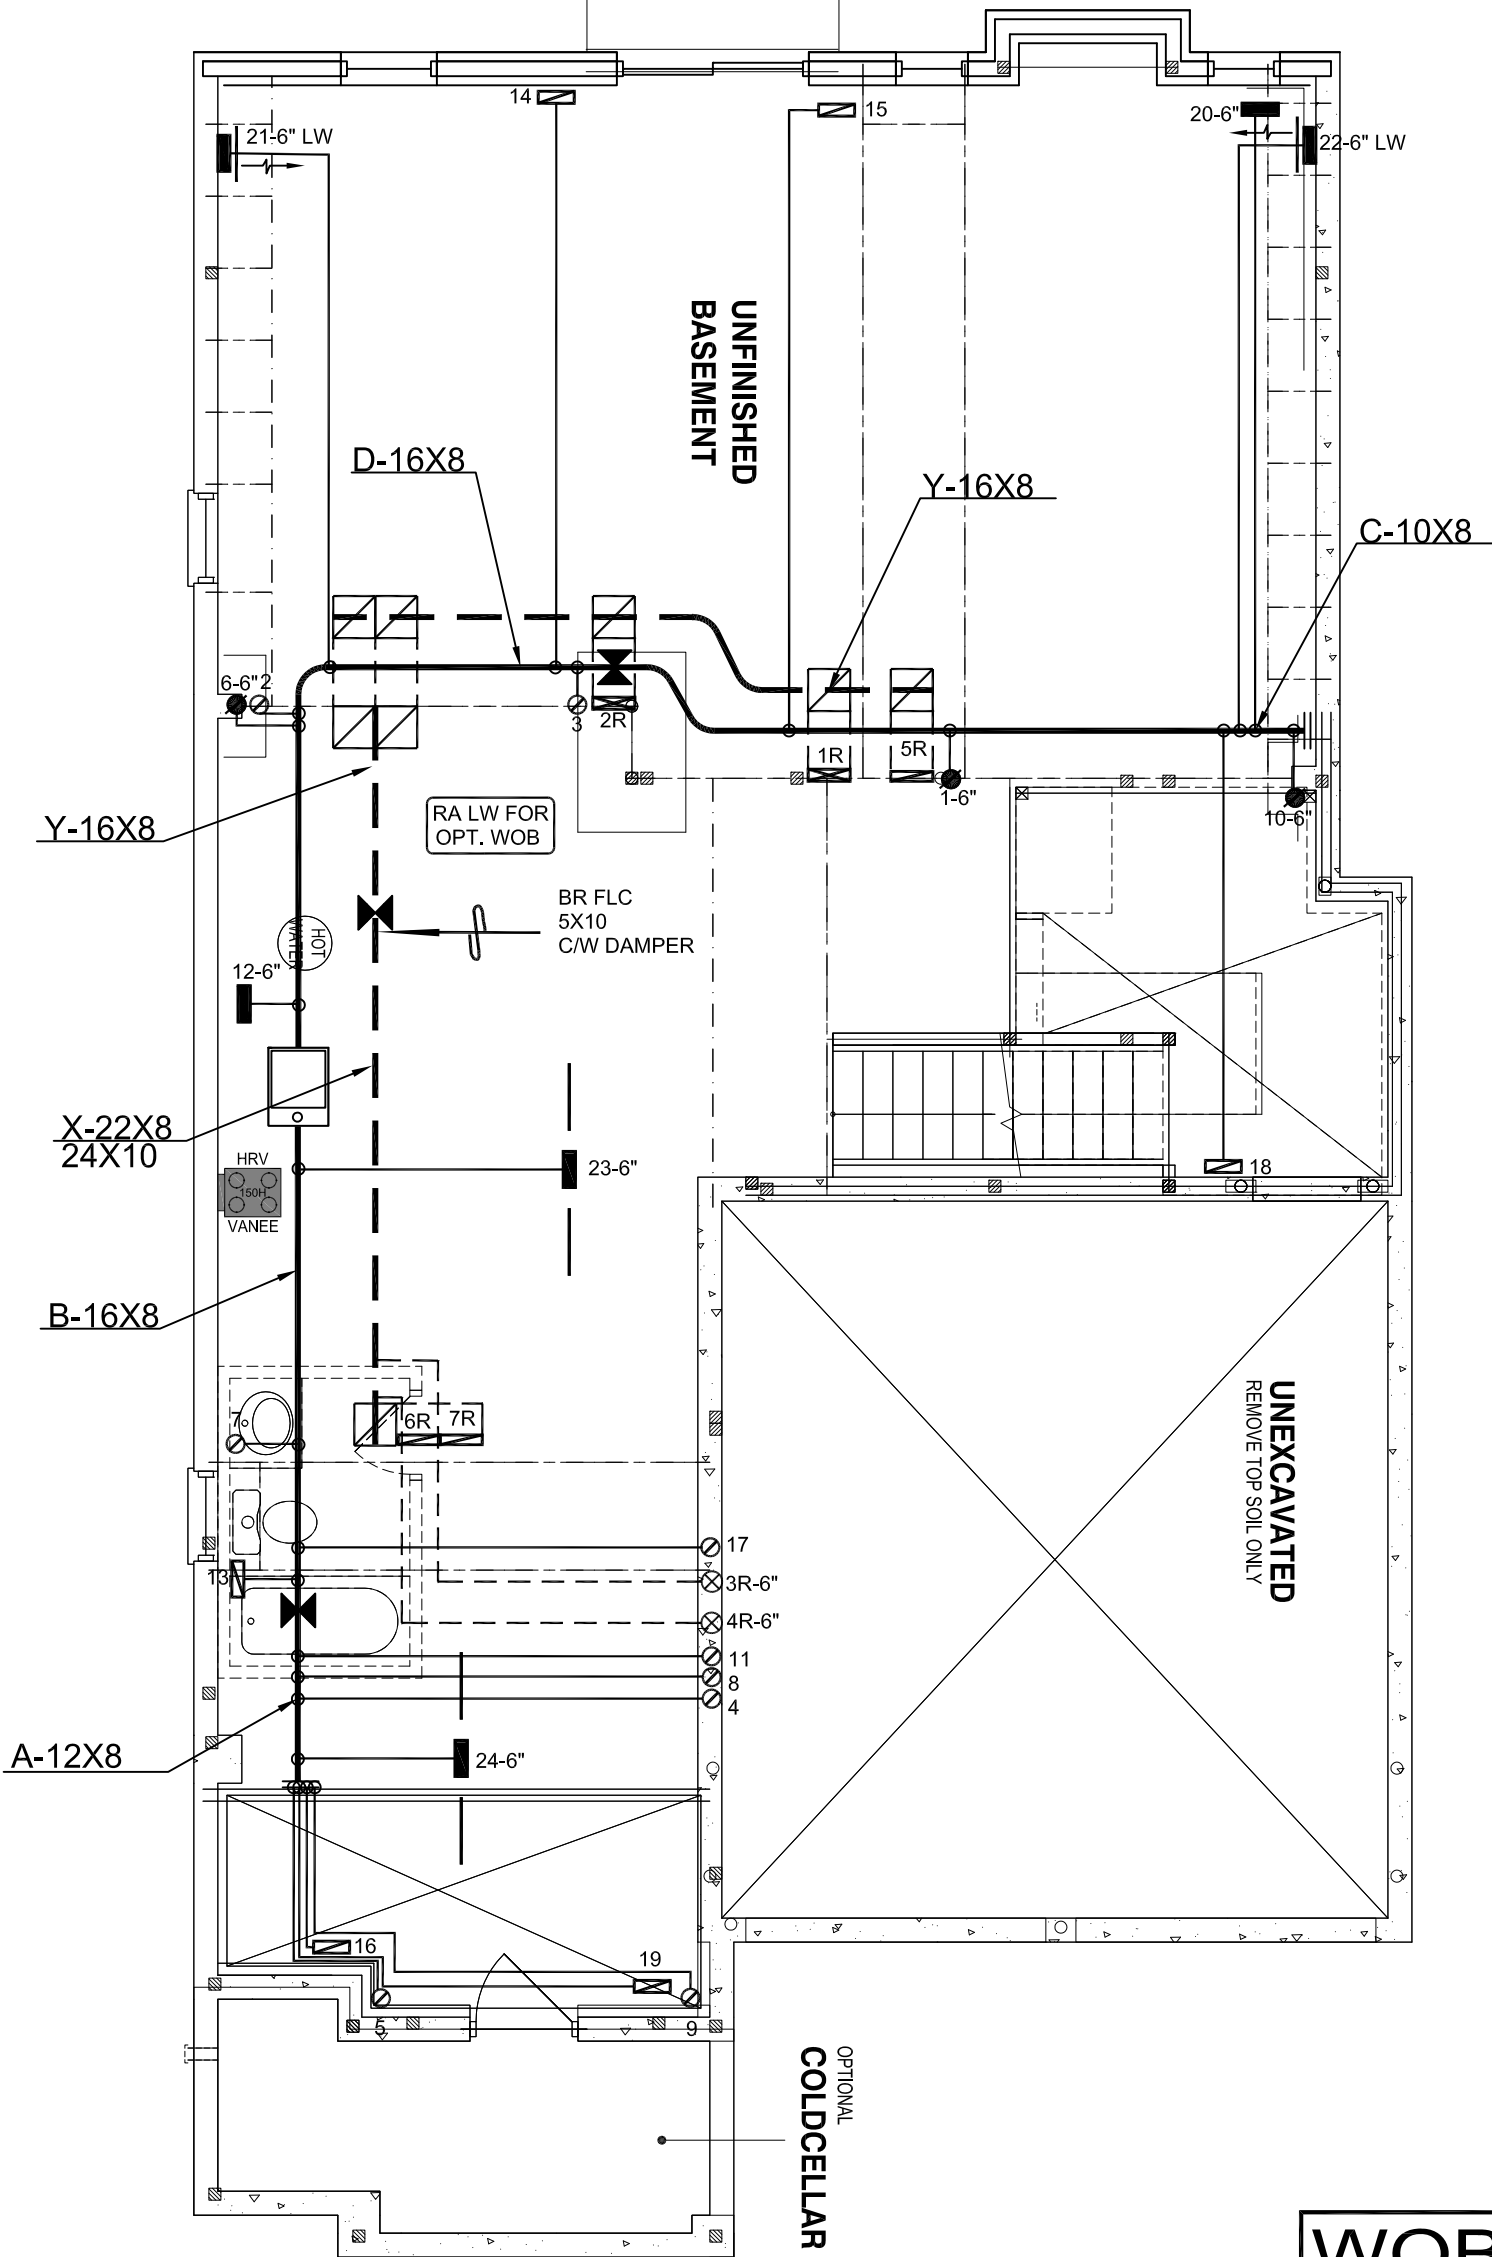 14
15
20-6"
21-6" LW
22-6" LW
UNFINISHED
BASEMENT
D-16X8
Y-16X8
C-10X8
6-6"
2
3
2R
1R
5R
1-6"
10-6"
Y-16X8
RA LW FOR
OPT. WOB
BR FLC
5X10
C/W DAMPER
HOT
WATER
12-6"
X-22X8
24X10
HRV
150H
VANEE
23-6"
18
B-16X8
7
6R
7R
UNEXCAVATED
REMOVE TOP SOIL ONLY
17
3R-6"
13
4R-6"
11
8
4
A-12X8
24-6"
16
19
5
9
OPTIONAL
COLDCELLAR